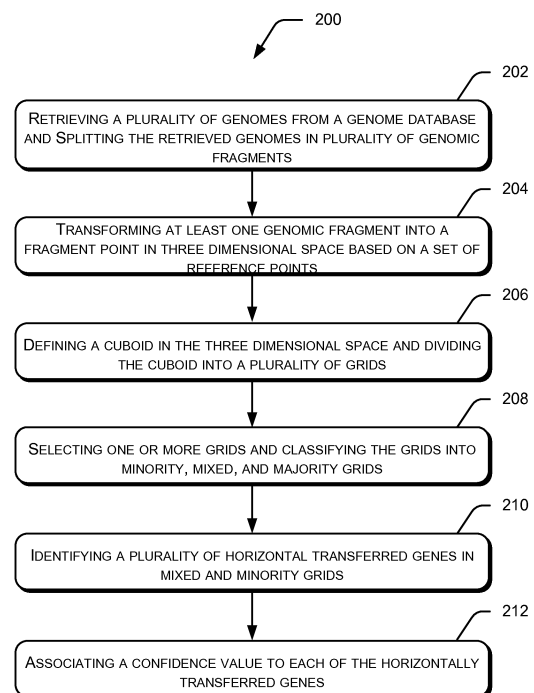 200
202
RETRIEVING A PLURALITY OF GENOMES FROM A GENOME DATABASE
AND SPLITTING THE RETRIEVED GENOMES IN PLURALITY OF GENOMIC
FRAGMENTS
204
TRANSFORMING AT LEAST ONE GENOMIC FRAGMENT INTO A
FRAGMENT POINT IN THREE DIMENSIONAL SPACE BASED ON A SET OF
REFERENCE POINTS
206
DEFINING A CUBOID IN THE THREE DIMENSIONAL SPACE AND DIVIDING
THE CUBOID INTO A PLURALITY OF GRIDS
208
SELECTING ONE OR MORE GRIDS AND CLASSIFYING THE GRIDS INTO
MINORITY, MIXED, AND MAJORITY GRIDS
210
IDENTIFYING A PLURALITY OF HORIZONTAL TRANSFERRED GENES IN
MIXED AND MINORITY GRIDS
212
ASSOCIATING A CONFIDENCE VALUE TO EACH OF THE HORIZONTALLY
TRANSFERRED GENES